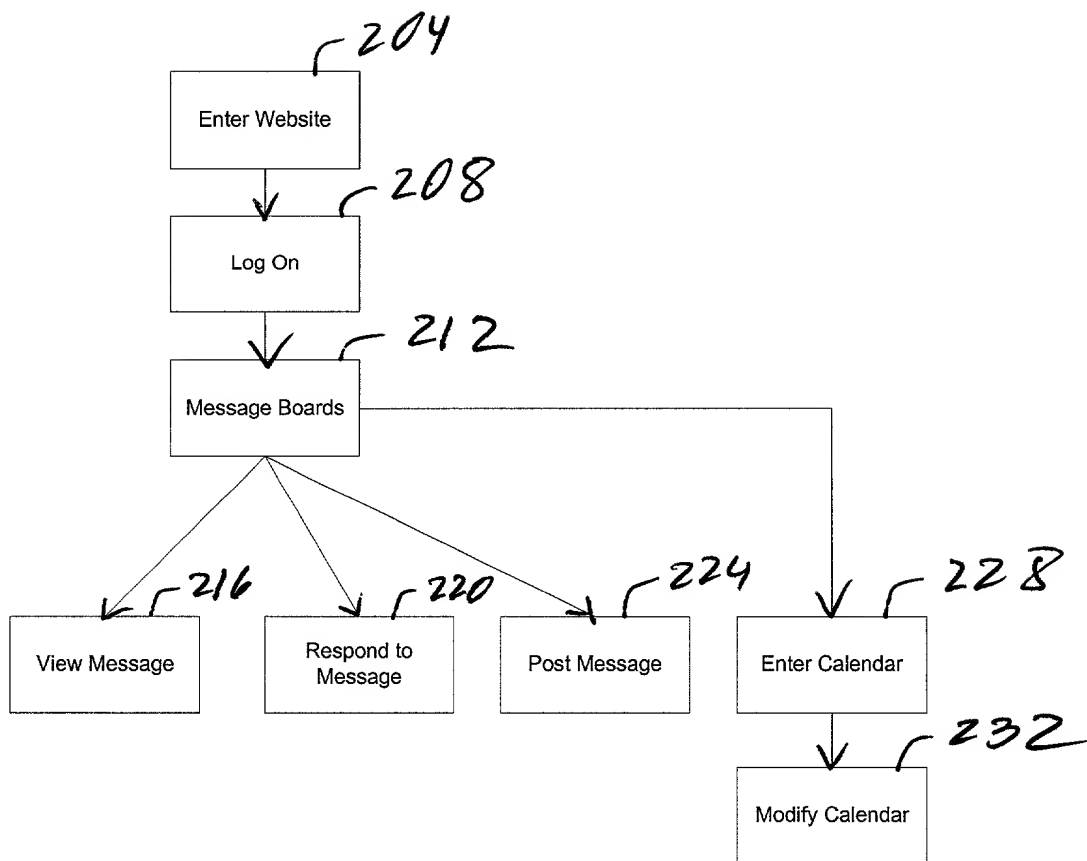 204
Enter Website
208
Log On
212
Message Boards
216
View Message
220
Respond to
Message
224
Post Message
228
Enter Calendar
232
Modify Calendar